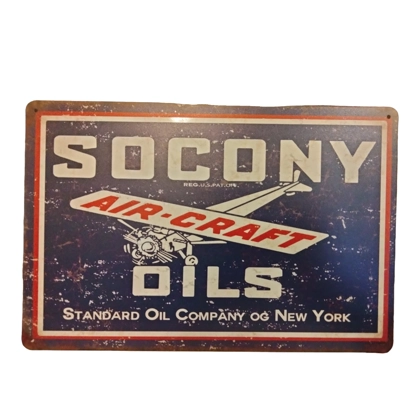 SOCONY
REG.U.S.PAT.OFF.
AIR-CRAFT
OILS
STANDARD OIL COMPANY OG NEW YORK